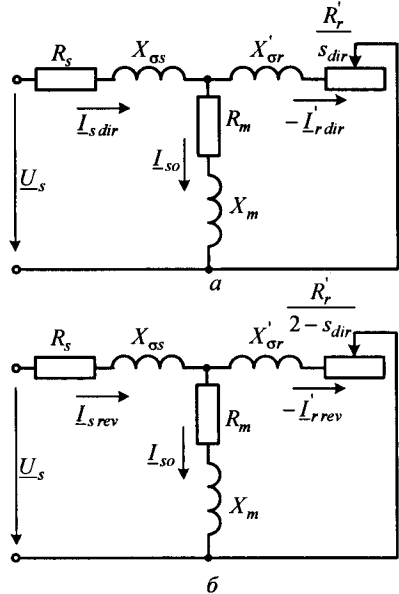 R_s X_σs X'_σr R'_r / s_dir
I_s dir R_m -I'_r dir
U_s I_so X_m
а
R_s X_σs X'_σr R'_r / 2 - s_dir
I_s rev R_m -I'_r rev
U_s I_so X_m
б